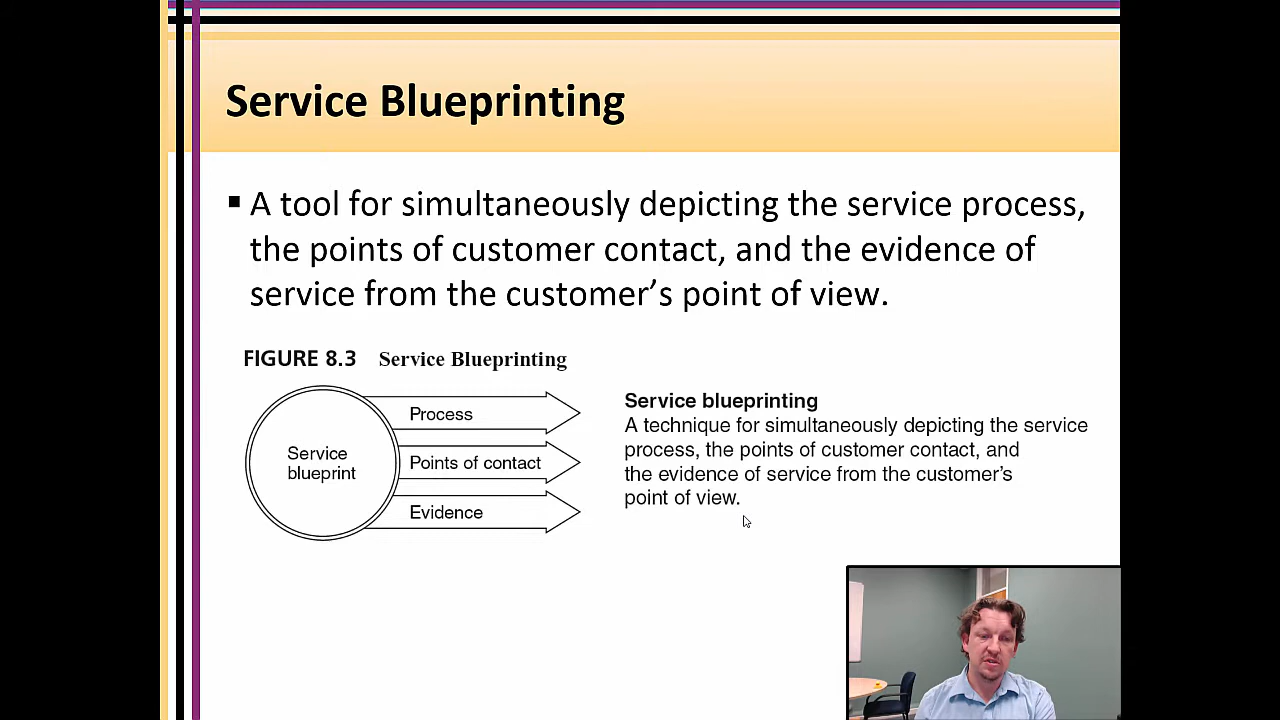 Service Blueprinting
▪ A tool for simultaneously depicting the service process,
the points of customer contact, and the evidence of
service from the customer’s point of view.
FIGURE 8.3 Service Blueprinting
Service
blueprint
Process
Points of contact
Evidence
Service blueprinting
A technique for simultaneously depicting the service
process, the points of customer contact, and
the evidence of service from the customer’s
point of view.